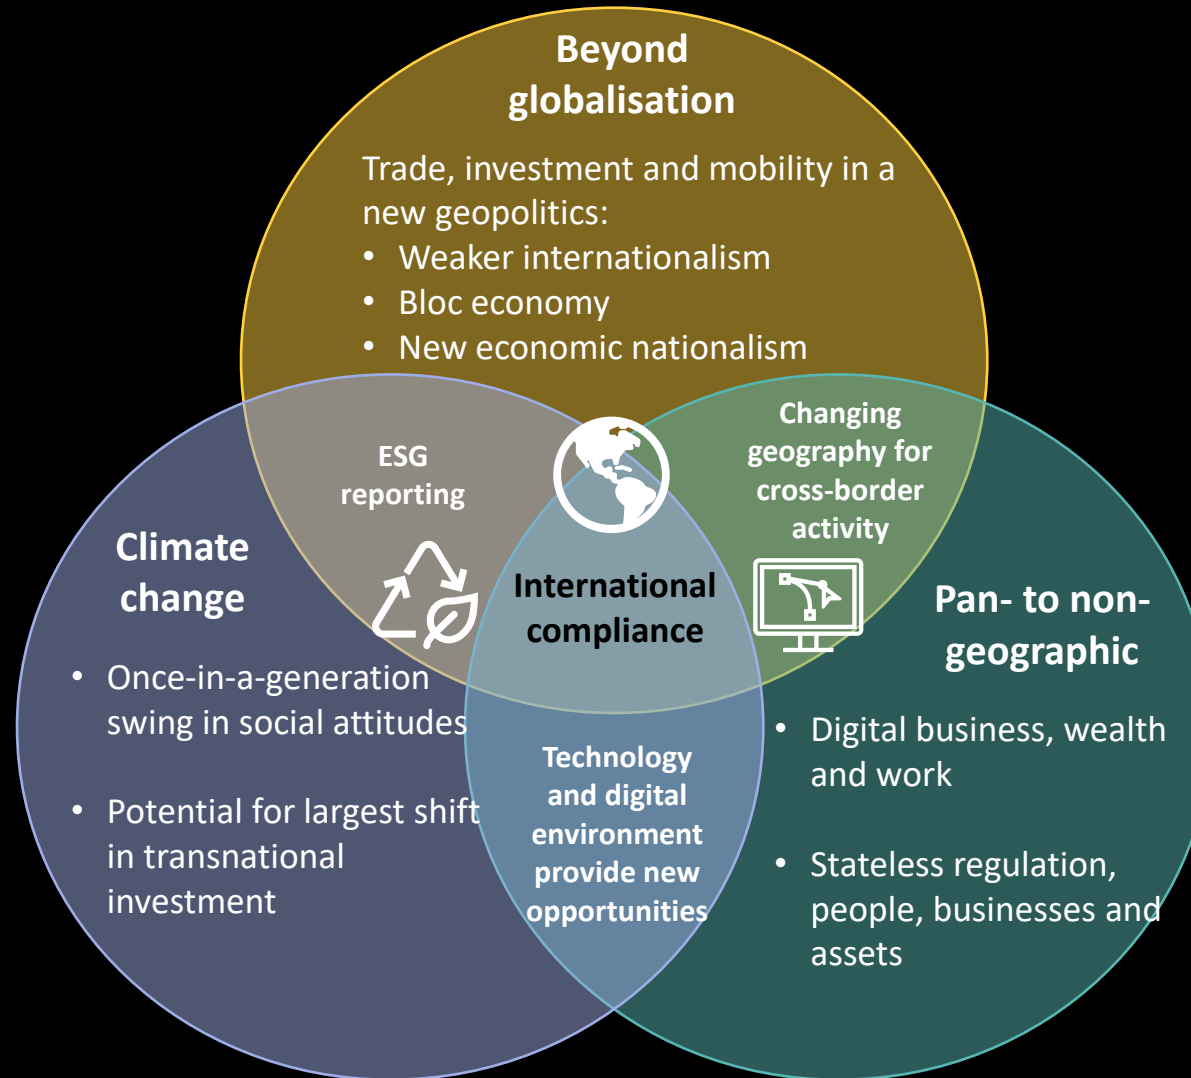 Beyond
globalisation
Trade, investment and mobility in a
new geopolitics:
• Weaker internationalism
• Bloc economy
• New economic nationalism
ESG
reporting
Changing
geography for
cross-border
activity
International
compliance
Climate
change
• Once-in-a-generation
swing in social attitudes
• Potential for largest shift
in transnational
investment
Technology
and digital
environment
provide new
opportunities
Pan- to non-
geographic
• Digital business, wealth
and work
• Stateless regulation,
people, businesses and
assets